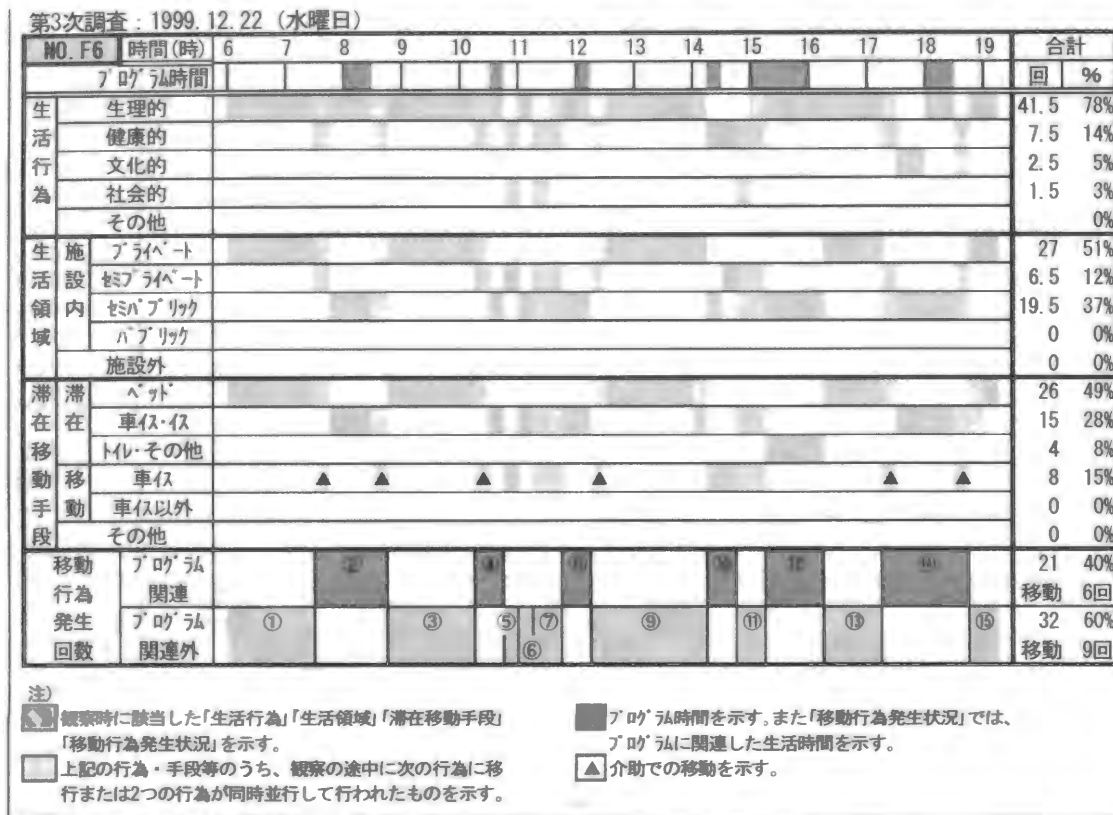 第3次調査：1999.12.22（水曜日）
NO.F6 時間(時) 6 7 8 9 10 11 12 13 14 15 16 17 18 19 合計
プログラム時間 回 %
生活行為
生理的 41.5 78%
健康的 7.5 14%
文化的 2.5 5%
社会的 1.5 3%
その他 0%
生活領域
施設内
プライベート 27 51%
セミプライベート 6.5 12%
セミパブリック 19.5 37%
パブリック 0 0%
施設外 0 0%
滞在移動手段
滞在
ベッド 26 49%
車イス・イス 15 28%
トイレ・その他 4 8%
移動
車イス ▲ ▲ ▲ ▲ ▲ ▲ 8 15%
車イス以外 0 0%
その他 0 0%
移動行為発生回数
プログラム関連 21 40%
移動 6回
プログラム関連外 ① ③ ⑤ ⑥ ⑦ ⑨ ⑪ ⑬ ⑮ 32 60%
移動 9回
注）
観察時に該当した「生活行為」「生活領域」「滞在移動手段」
「移動行為発生状況」を示す。
上記の行為・手段等のうち、観察の途中に次の行為に移
行または2つの行為が同時並行して行われたものを示す。
プログラム時間を示す。また「移動行為発生状況」では、
プログラムに関連した生活時間を示す。
▲ 介助での移動を示す。